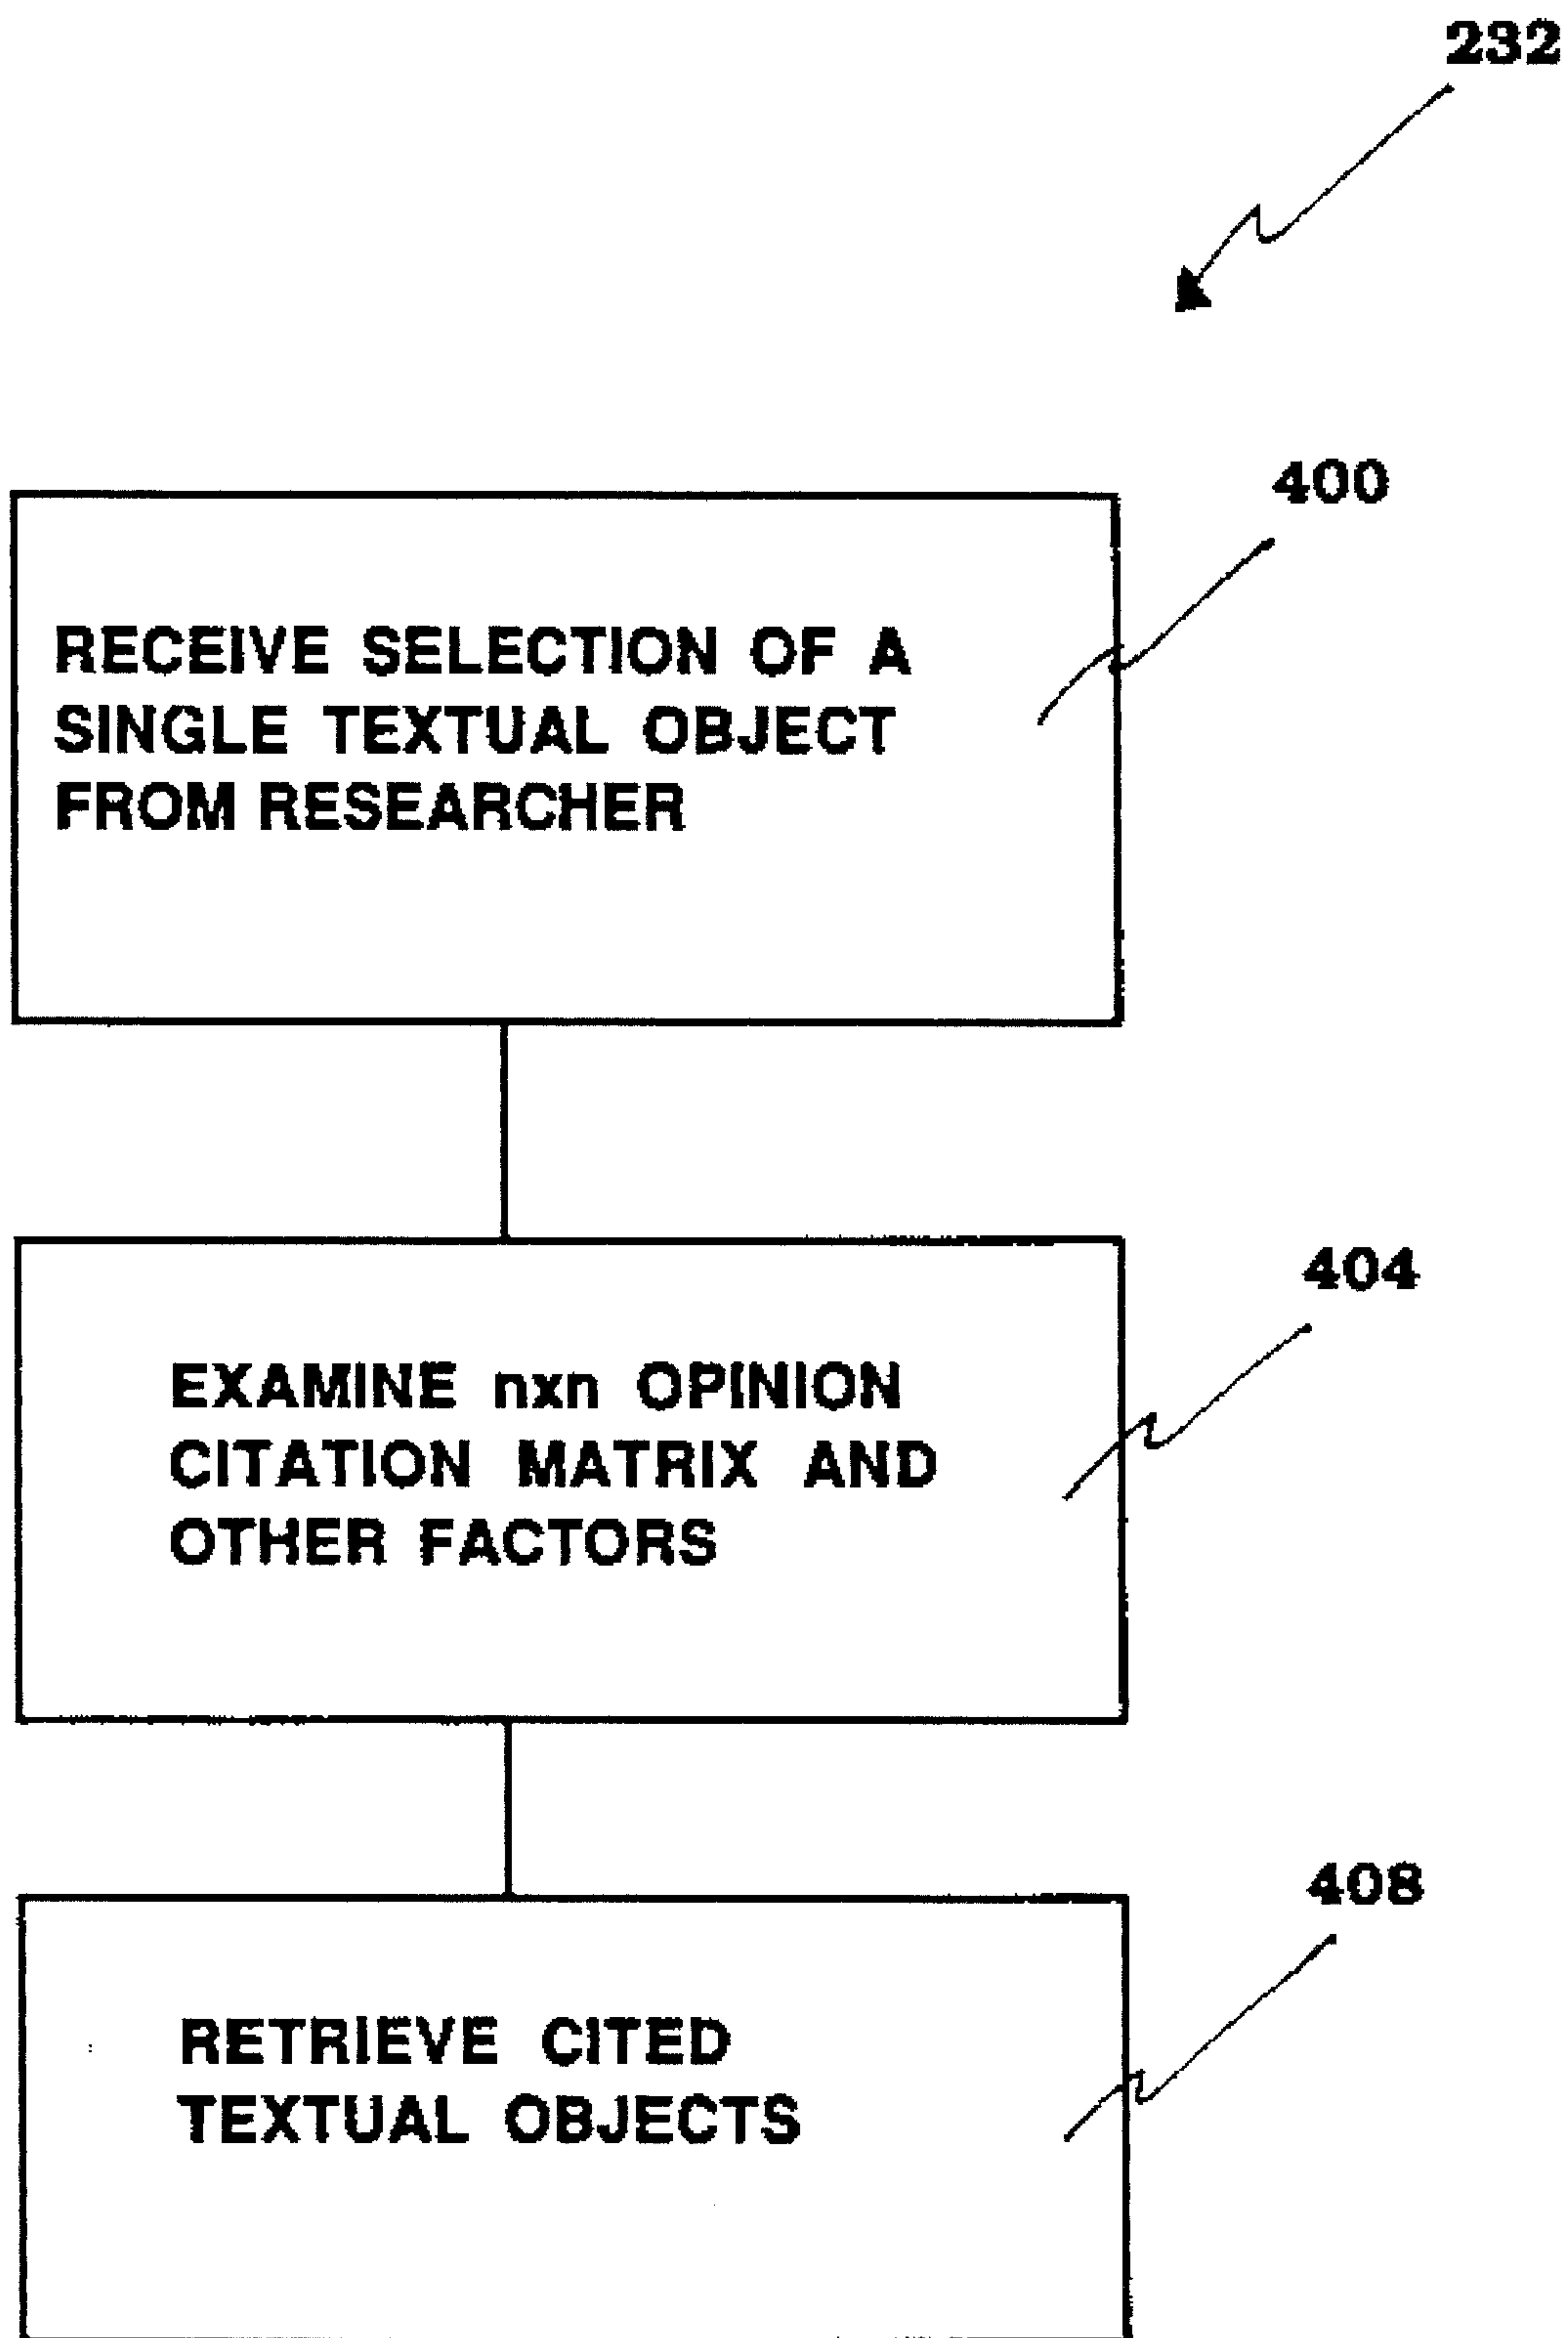 232
400
RECEIVE SELECTION OF A
SINGLE TEXTUAL OBJECT
FROM RESEARCHER
404
EXAMINE nxn OPINION
CITATION MATRIX AND
OTHER FACTORS
408
RETRIEVE CITED
TEXTUAL OBJECTS